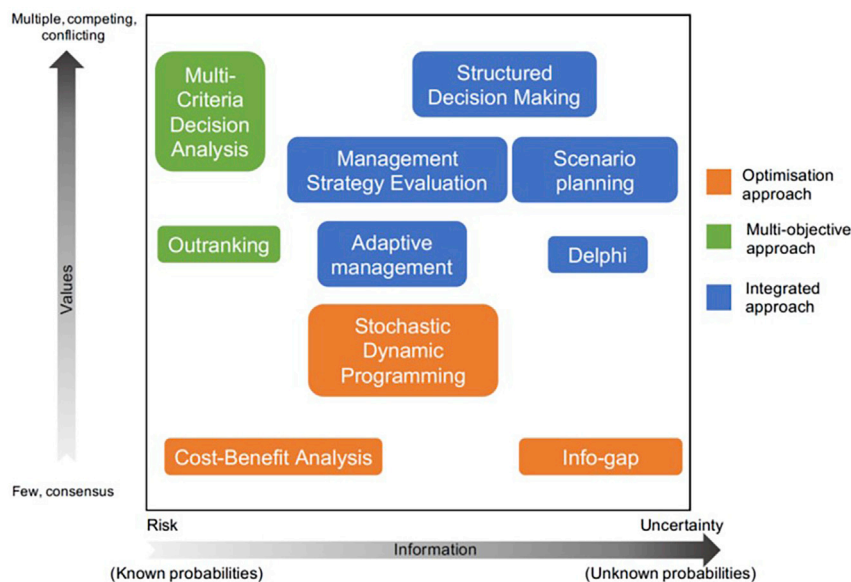 Multiple, competing,
conflicting
Multi-
Criteria
Decision
Analysis
Structured
Decision Making
Management
Strategy Evaluation
Scenario
planning
Outranking
Adaptive
management
Delphi
Stochastic
Dynamic
Programming
Cost-Benefit Analysis
Info-gap
Values
Few, consensus
Optimisation
approach
Multi-objective
approach
Integrated
approach
Risk
Uncertainty
Information
(Known probabilities)
(Unknown probabilities)